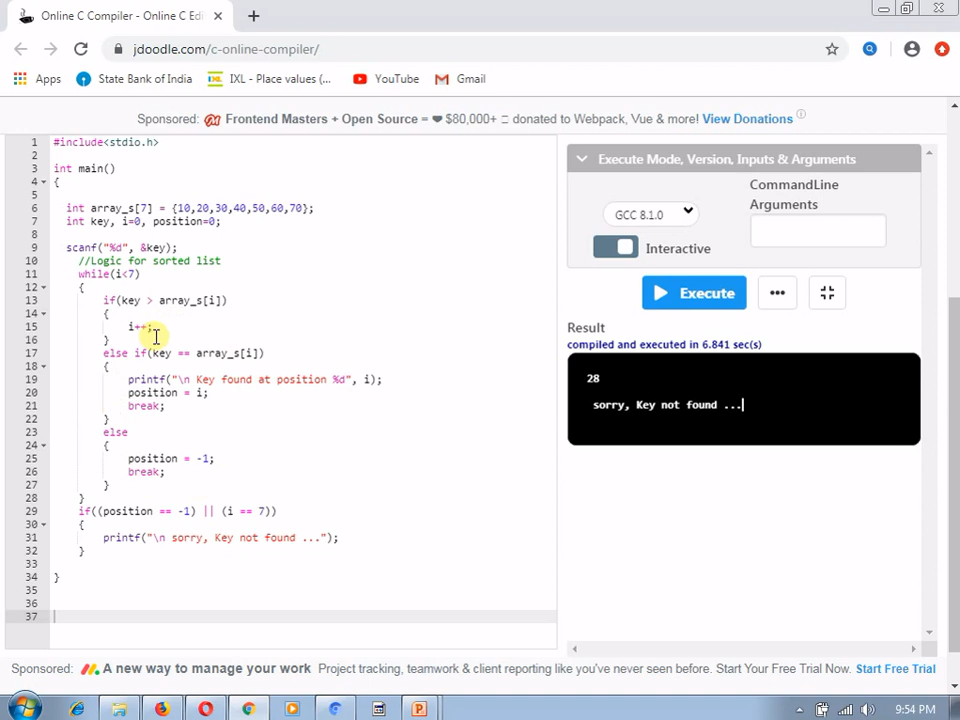 Online C Compiler - Online C Edi
jdoodle.com/c-online-compiler/
Apps State Bank of India IXL - Place values (... YouTube Gmail
Sponsored: Frontend Masters + Open Source = $80,000+ donated to Webpack, Vue & more! View Donations
1 #include<stdio.h>
2
3 int main()
4 {
5
6 int array_s[7] = {10,20,30,40,50,60,70};
7 int key, i=0, position=0;
8
9 scanf("%d", &key);
10 //Logic for sorted list
11 while(i<7)
12 {
13 if(key > array_s[i])
14 {
15 i++;
16 }
17 else if(key == array_s[i])
18 {
19 printf("\n Key found at position %d", i);
20 position = i;
21 break;
22 }
23 else
24 {
25 position = -1;
26 break;
27 }
28 }
29 if((position == -1) || (i == 7))
30 {
31 printf("\n sorry, Key not found ...");
32 }
33
34 }
35
36
37
Execute Mode, Version, Inputs & Arguments
CommandLine
Arguments
GCC 8.1.0
Interactive
Execute
Result
compiled and executed in 6.841 sec(s)
28
sorry, Key not found ...
Sponsored: A new way to manage your work Project tracking, teamwork & client reporting like you've never seen before. Start Your Free Trial Now. Start Free Trial
9:54 PM